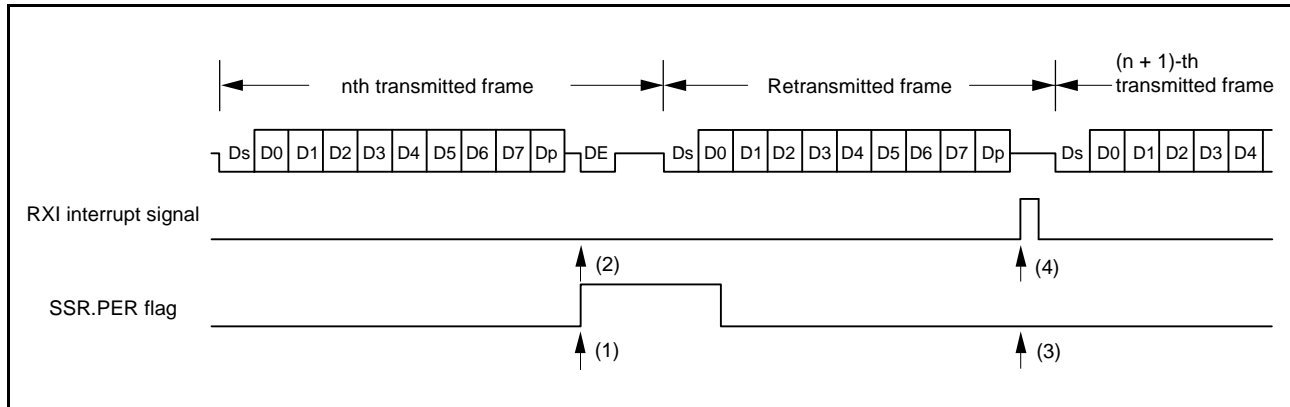 nth transmitted frame
Retransmitted frame
(n + 1)-th
transmitted frame
Ds D0 D1 D2 D3 D4 D5 D6 D7 Dp DE Ds D0 D1 D2 D3 D4 D5 D6 D7 Dp Ds D0 D1 D2 D3 D4
RXI interrupt signal
(2) (4)
SSR.PER flag
(1) (3)